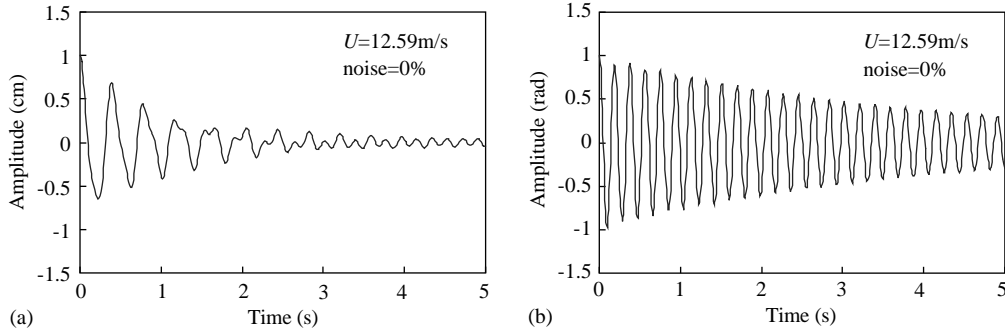 1.5
1
0.5
0
-0.5
-1
-1.5
Amplitude (cm)
U=12.59m/s
noise=0%
0 1 2 3 4 5
Time (s)
(a)
1.5
1
0.5
0
-0.5
-1
-1.5
Amplitude (rad)
U=12.59m/s
noise=0%
0 1 2 3 4 5
Time (s)
(b)